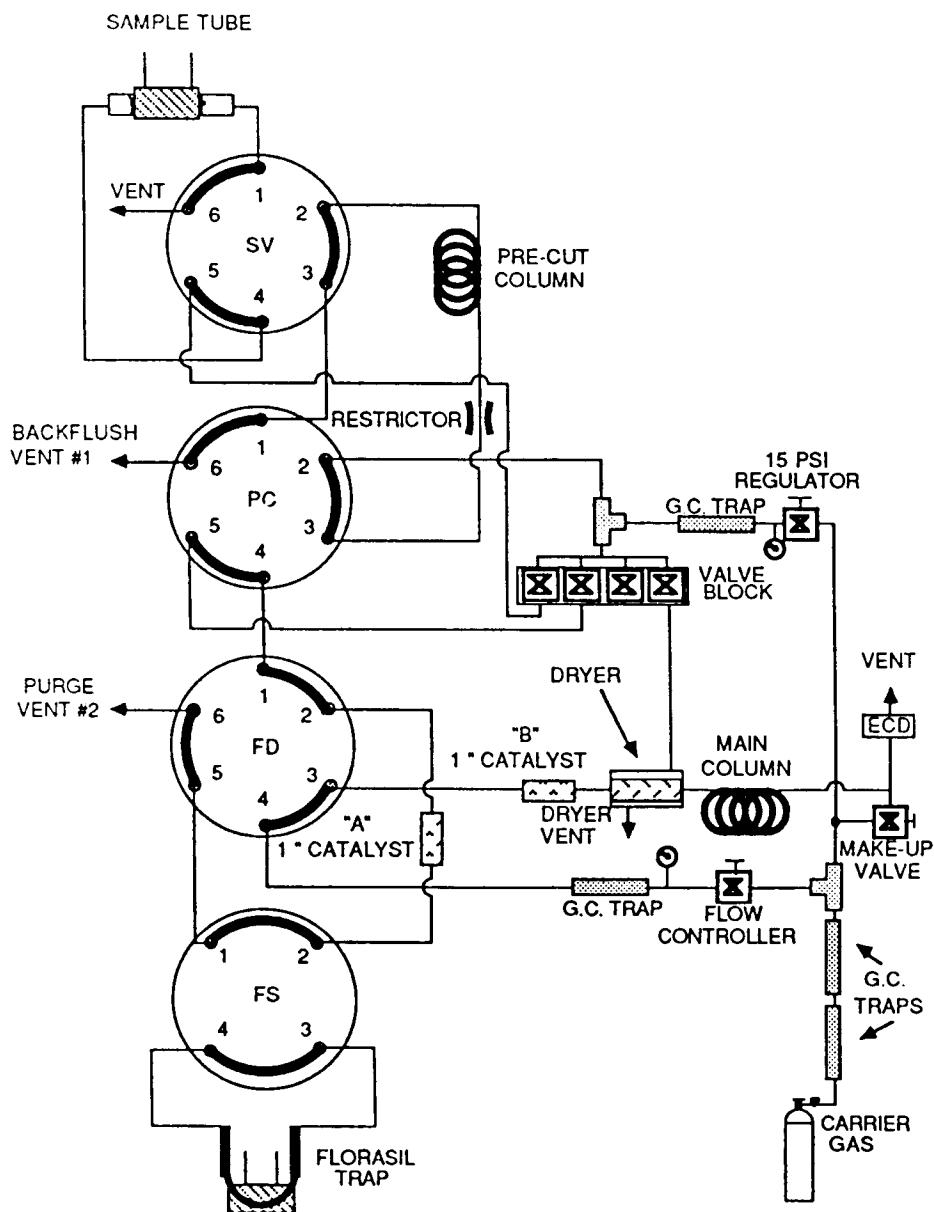 SAMPLE TUBE
VENT
1
2
3
4
5
6
SV
PRE-CUT
COLUMN
RESTRICTOR
BACKFLUSH
VENT #1
1
2
3
4
5
6
PC
15 PSI
REGULATOR
G.C. TRAP
VALVE
BLOCK
PURGE
VENT #2
1
2
3
4
5
6
FD
DRYER
VENT
ECD
"B"
1" CATALYST
MAIN
COLUMN
DRYER
VENT
"A"
1" CATALYST
MAKE-UP
VALVE
G.C. TRAP
FLOW
CONTROLLER
1
2
3
4
FS
G.C.
TRAPS
CARRIER
GAS
FLORASIL
TRAP